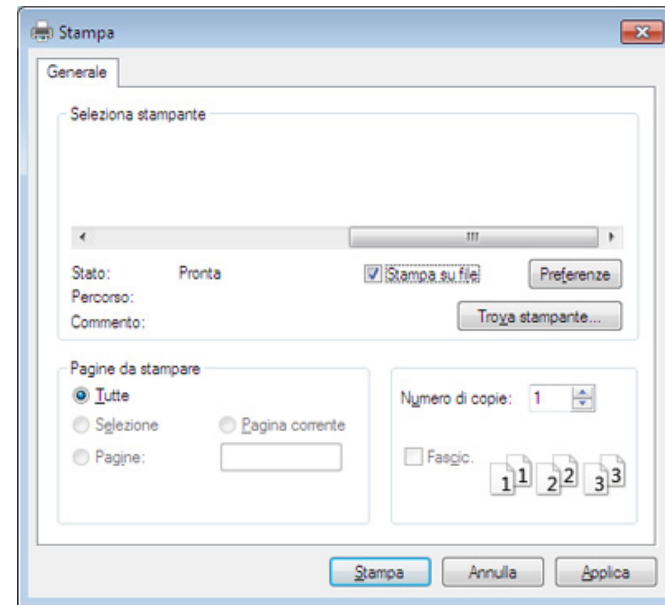 Stampa
Generale
Seleziona stampante
Stato: Pronta
Stampa su file
Preferenze
Percorso:
Commento:
Trova stampante...
Pagine da stampare
Tutte
Selezione
Pagina corrente
Pagine:
Numero di copie: 1
Fascic.
1 1 2 2 3 3
Stampa
Annulla
Applica